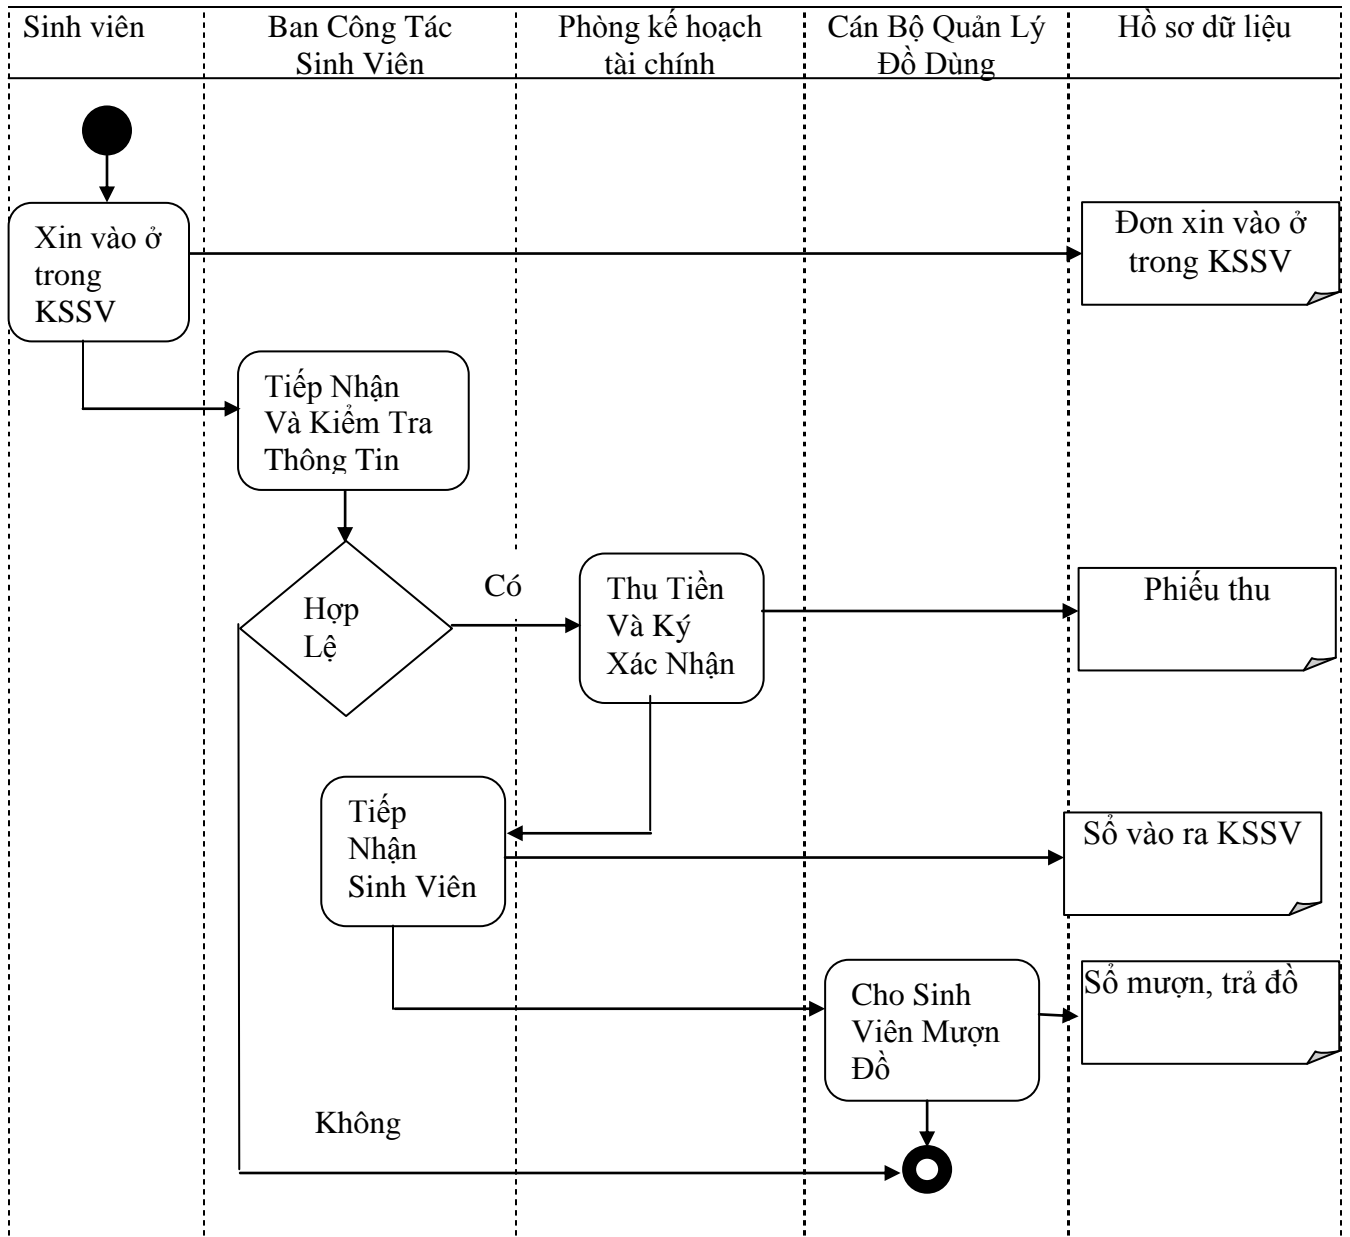 Sinh viên
Ban Công Tác
Sinh Viên
Phòng kế hoạch
tài chính
Cán Bộ Quản Lý
Đồ Dùng
Hồ sơ dữ liệu
Xin vào ở
trong
KSSV
Đơn xin vào ở
trong KSSV
Tiếp Nhận
Và Kiểm Tra
Thông Tin
Hợp
Lệ
Có
Thu Tiền
Và Ký
Xác Nhận
Phiếu thu
Tiếp
Nhận
Sinh Viên
Sổ vào ra KSSV
Cho Sinh
Viên Mượn
Đồ
Sổ mượn, trả đồ
Không